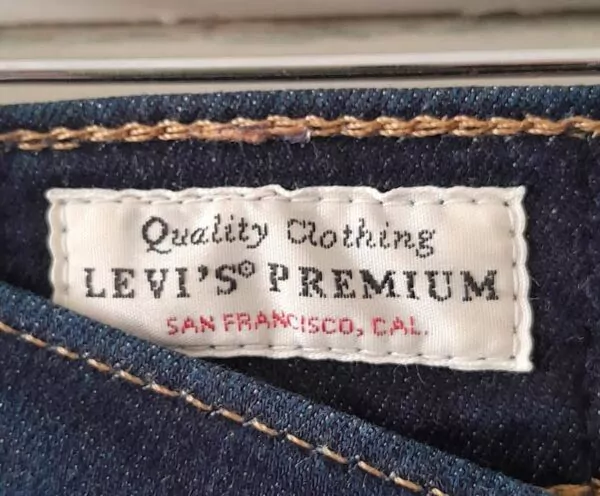 Quality Clothing
LEVI'S® PREMIUM
SAN FRANCISCO, CAL.